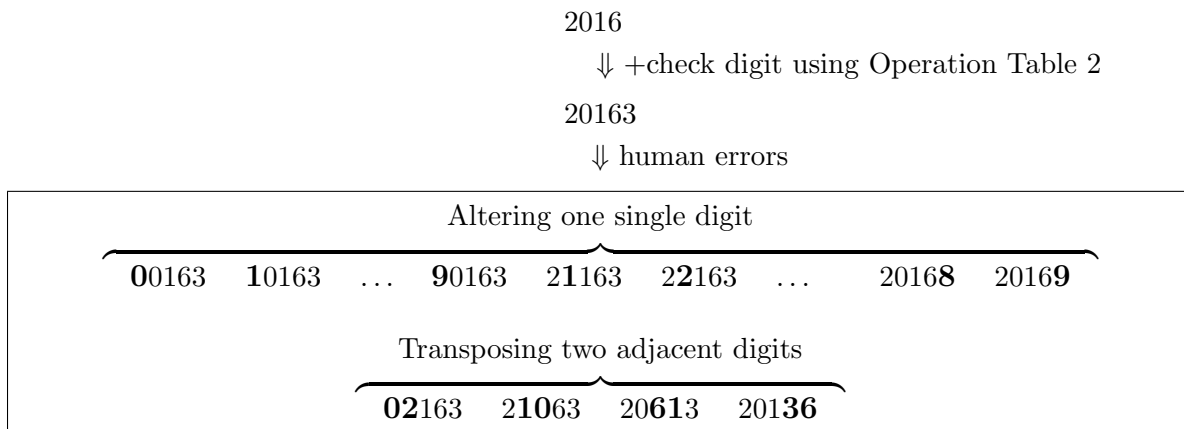 2016
⇓ +check digit using Operation Table 2
20163
⇓ human errors
Altering one single digit
00163 10163 ... 90163 21163 22163 ... 20168 20169
Transposing two adjacent digits
02163 21063 20613 20136